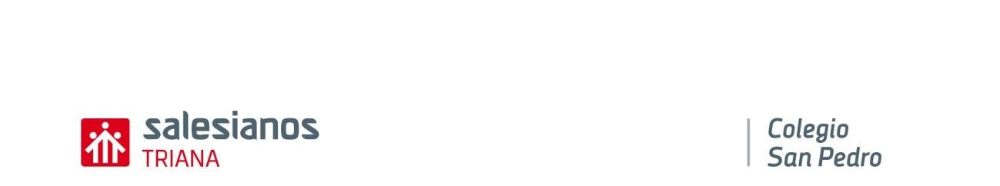 salesianos
TRIANA
Colegio
San Pedro